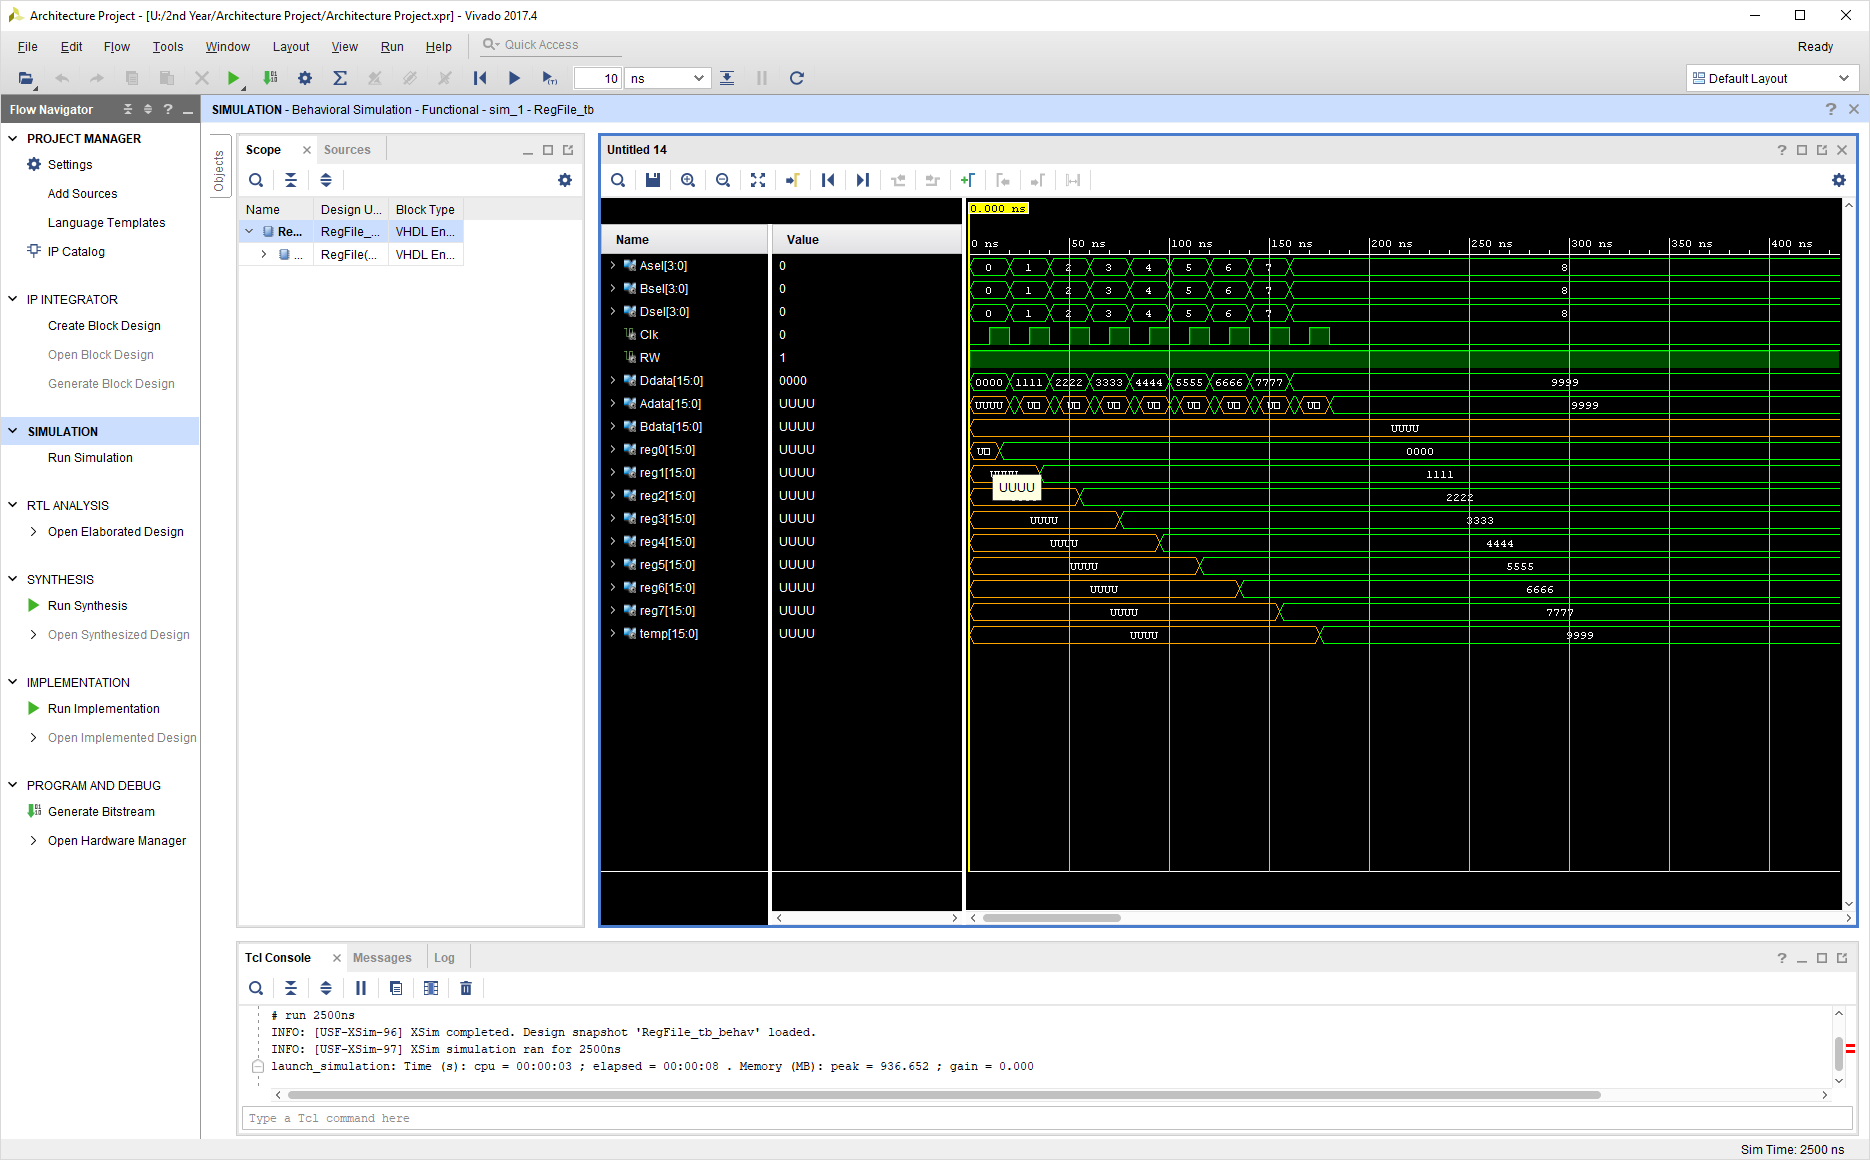 Architecture Project - [U:/2nd Year/Architecture Project/Architecture Project.xpr] - Vivado 2017.4
File Edit Flow Tools Window Layout View Run Help Quick Access Ready
10 ns Default Layout
Flow Navigator
SIMULATION - Behavioral Simulation - Functional - sim_1 - RegFile_tb
PROJECT MANAGER
Settings
Add Sources
Language Templates
IP Catalog
IP INTEGRATOR
Create Block Design
Open Block Design
Generate Block Design
SIMULATION
Run Simulation
RTL ANALYSIS
Open Elaborated Design
SYNTHESIS
Run Synthesis
Open Synthesized Design
IMPLEMENTATION
Run Implementation
Open Implemented Design
PROGRAM AND DEBUG
Generate Bitstream
Open Hardware Manager
Objects
Scope Sources
Name Design U... Block Type
Re... RegFile_... VHDL En...
... RegFile(... VHDL En...
Untitled 14
0.000 ns
Name Value 0 ns 50 ns 100 ns 150 ns 200 ns 250 ns 300 ns 350 ns 400 ns
Asel[3:0] 0 0 1 2 3 4 5 6 7 8
Bsel[3:0] 0 0 1 2 3 4 5 6 7 8
Dsel[3:0] 0 0 1 2 3 4 5 6 7 8
Clk 0
RW 1
Ddata[15:0] 0000 0000 1111 2222 3333 4444 5555 6666 7777 9999
Adata[15:0] UUUU UUUU U U U U U U U U 9999
Bdata[15:0] UUUU UUUU
reg0[15:0] UUUU U 0000
reg1[15:0] UUUU UUUU 1111
UUUU
reg2[15:0] UUUU 2222
reg3[15:0] UUUU UUUU 3333
reg4[15:0] UUUU UUUU 4444
reg5[15:0] UUUU UUUU 5555
reg6[15:0] UUUU UUUU 6666
reg7[15:0] UUUU UUUU 7777
temp[15:0] UUUU UUUU 9999
Tcl Console Messages Log
# run 2500ns
INFO: [USF-XSim-96] XSim completed. Design snapshot 'RegFile_tb_behav' loaded.
INFO: [USF-XSim-97] XSim simulation ran for 2500ns
launch_simulation: Time (s): cpu = 00:00:03 ; elapsed = 00:00:08 . Memory (MB): peak = 936.652 ; gain = 0.000
Type a Tcl command here
Sim Time: 2500 ns